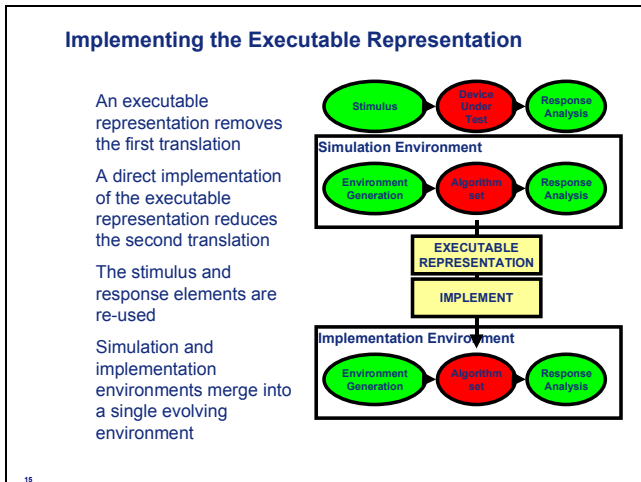 Implementing the Executable Representation
An executable
representation removes
the first translation
A direct implementation
of the executable
representation reduces
the second translation
The stimulus and
response elements are
re-used
Simulation and
implementation
environments merge into
a single evolving
environment
Stimulus
Device
Under
Test
Response
Analysis
Simulation Environment
Environment
Generation
Algorithm
set
Response
Analysis
EXECUTABLE
REPRESENTATION
IMPLEMENT
Implementation Environment
Environment
Generation
Algorithm
set
Response
Analysis
15